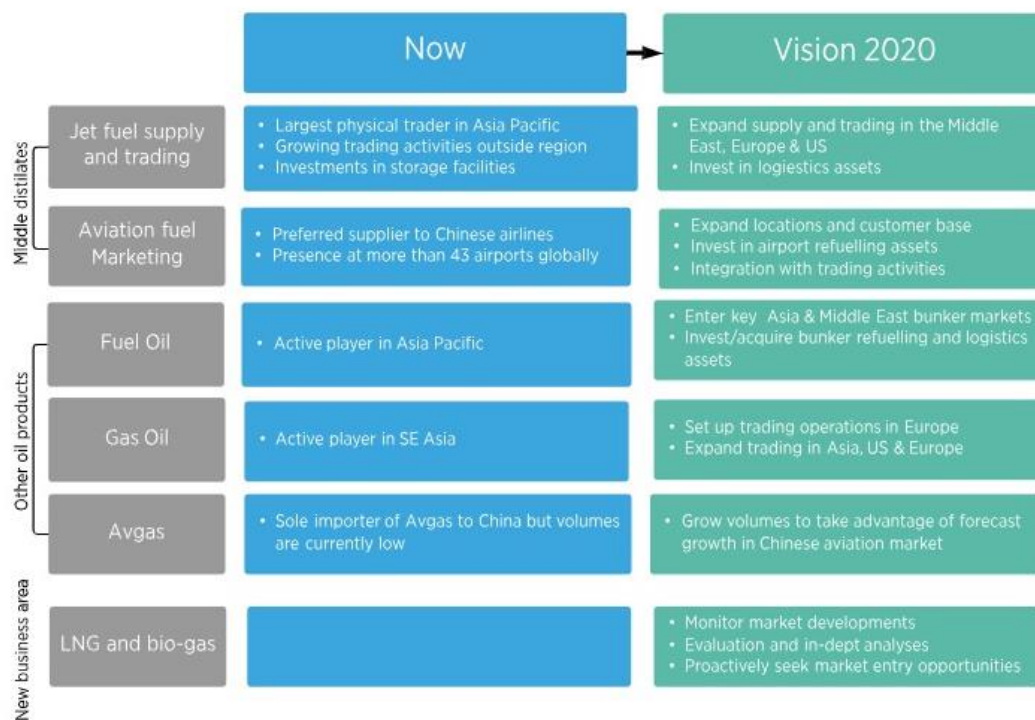 Now
Vision 2020
Middle distilates
Jet fuel supply
and trading
• Largest physical trader in Asia Pacific
• Growing trading activities outside region
• Investments in storage facilities
• Expand supply and trading in the Middle
East, Europe & US
• Invest in logiestics assets
Aviation fuel
Marketing
• Preferred supplier to Chinese airlines
• Presence at more than 43 airports globally
• Expand locations and customer base
• Invest in airport refuelling assets
• Integration with trading activities
Other oil products
Fuel Oil
• Active player in Asia Pacific
• Enter key Asia & Middle East bunker markets
• Invest/acquire bunker refuelling and logistics
assets
Gas Oil
• Active player in SE Asia
• Set up trading operations in Europe
• Expand trading in Asia, US & Europe
Avgas
• Sole importer of Avgas to China but volumes
are currently low
• Grow volumes to take advantage of forecast
growth in Chinese aviation market
New business area
LNG and bio-gas
• Monitor market developments
• Evaluation and in-dept analyses
• Proactively seek market entry opportunities